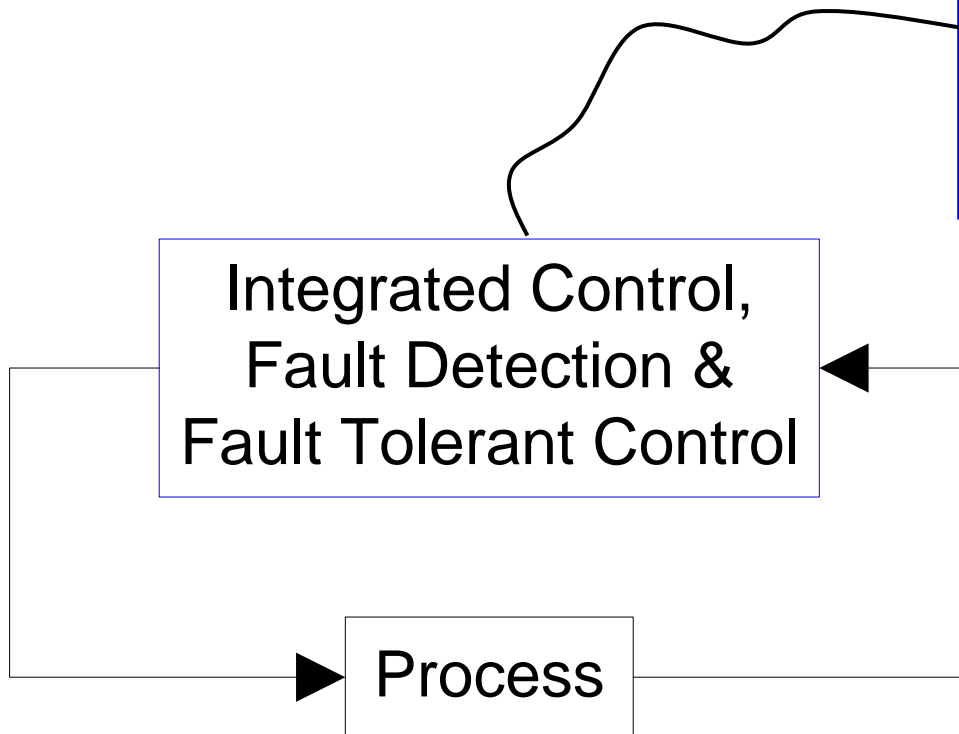 Integrated Control,
Fault Detection &
Fault Tolerant Control
Process